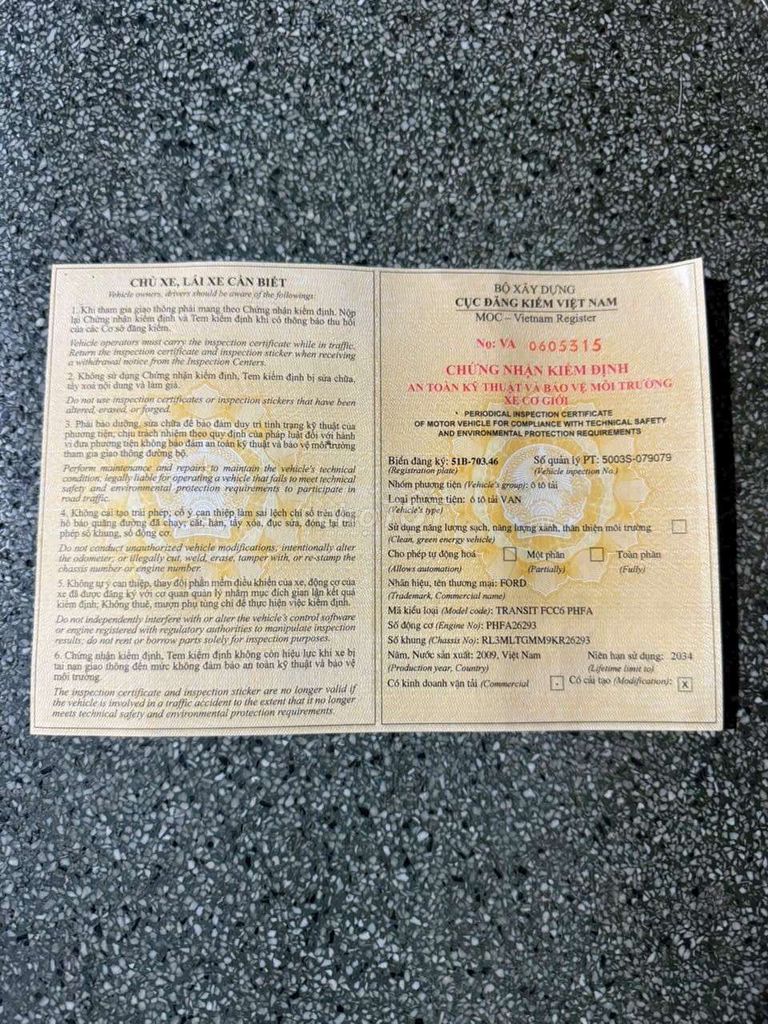 CHỦ XE, LÁI XE CẦN BIẾT
Vehicle owners, drivers should be aware of the followings
1. Khi tham gia giao thông phải mang theo Chứng nhận kiểm định. Nộp
lại Chứng nhận kiểm định và Tem kiểm định khi có thông báo thu hồi
của các Cơ sở đăng kiểm.
Vehicle operators must carry the inspection certificate while in traffic.
Return the inspection certificate and inspection sticker when receiving
a withdrawal notice from the Inspection Centers.
2. Không sử dụng Chứng nhận kiểm định, Tem kiểm định bị sửa chữa,
tẩy xoá nội dung và làm giả.
Do not use inspection certificates or inspection stickers that have been
altered, erased, or forged.
3. Phải bảo dưỡng, sửa chữa để bảo đảm duy trì tình trạng kỹ thuật của
phương tiện, chịu trách nhiệm theo quy định của pháp luật đối với hành
vi đưa phương tiện không bảo đảm an toàn kỹ thuật và bảo vệ môi trường
tham gia giao thông đường bộ.
Perform maintenance and repairs to maintain the vehicle's technical
condition, legally liable for operating a vehicle that fails to meet technical
safety and environmental protection requirements to participate in
road traffic.
4. Không cải tạo trái phép; cố ý can thiệp làm sai lệch chỉ số trên đồng
hồ báo quãng đường đã chạy; cắt, hàn, tẩy xóa, đục sửa, đóng lại trái
phép số khung, số động cơ.
Do not conduct unauthorized vehicle modifications, intentionally alter
the odometer; or illegally cut, weld, erase, tamper with, or re-stamp the
chassis number or engine number.
5. Không tự ý can thiệp, thay đổi phần mềm điều khiển của xe, động cơ của
xe đã được đăng ký với cơ quan quản lý nhằm mục đích gian lận kết quả
kiểm định; Không thuê, mượn phụ tùng chỉ để thực hiện việc kiểm định.
Do not independently interfere with or alter the vehicle's control software
or engine registered with regulatory authorities to manipulate inspection
results; do not rent or borrow parts solely for inspection purposes.
6. Chứng nhận kiểm định, Tem kiểm định không còn hiệu lực khi xe bị
tai nạn giao thông đến mức không đảm bảo an toàn kỹ thuật và bảo vệ
môi trường.
The inspection certificate and inspection sticker are no longer valid if
the vehicle is involved in a traffic accident to the extent that it no longer
meets technical safety and environmental protection requirements.
BỘ XÂY DỰNG
CỤC ĐĂNG KIỂM VIỆT NAM
MOC – Vietnam Register
No: VA 0605315
CHỨNG NHẬN KIỂM ĐỊNH
AN TOÀN KỸ THUẬT VÀ BẢO VỆ MÔI TRƯỜNG
XE CƠ GIỚI
PERIODICAL INSPECTION CERTIFICATE
OF MOTOR VEHICLE FOR COMPLIANCE WITH TECHNICAL SAFETY
AND ENVIRONMENTAL PROTECTION REQUIREMENTS
Biển đăng ký: 51B-703.46 Số quản lý PT: 5003S-079079
(Registration plate) (Vehicle inpection No.)
Nhóm phương tiện (Vehicle's group): ô tô tải
Loại phương tiện: ô tô tải VAN
(Vehicle's type)
Sử dụng năng lượng sạch, năng lượng xanh, thân thiện môi trường
(Clean, green energy vehicle)
Cho phép tự động hoá Một phần Toàn phần
(Allows automation) (Partially) (Fully)
Nhãn hiệu, tên thương mại: FORD
(Trademark, Commercial name)
Mã kiểu loại (Model code): TRANSIT FCC6 PHFA
Số động cơ (Engine No): PHFA26293
Số khung (Chassis No): RL3MLTGMM9KR26293
Năm, Nước sản xuất: 2009, Việt Nam Niên hạn sử dụng: 2034
(Production year, Country) (Lifetime limit to)
Có kinh doanh vận tải (Commercial - Có cải tạo (Modification): X